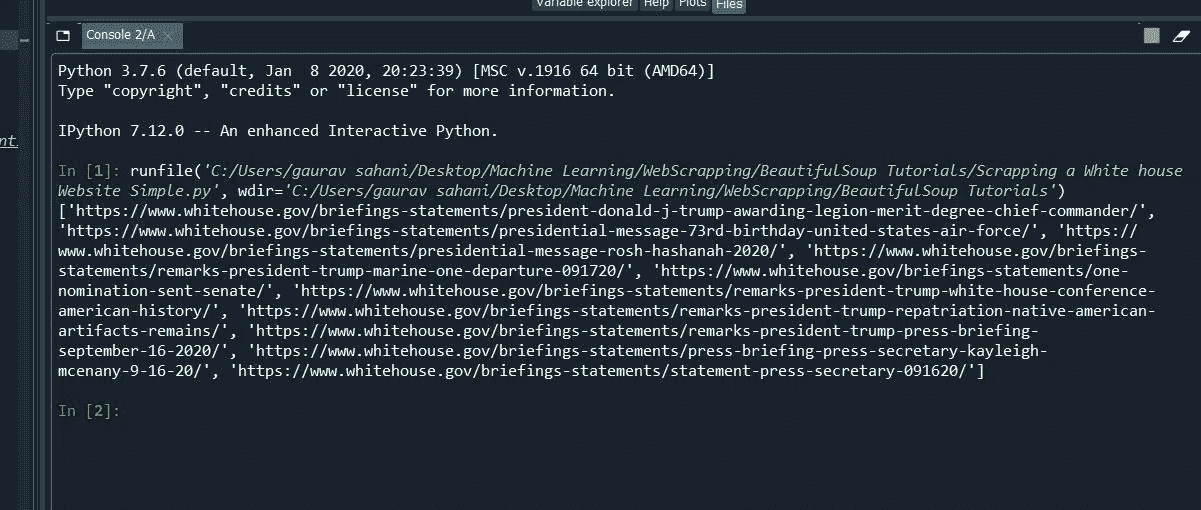 Variable explorer Help Plots Files
Console 2/A
Python 3.7.6 (default, Jan  8 2020, 20:23:39) [MSC v.1916 64 bit (AMD64)]
Type "copyright", "credits" or "license" for more information.
IPython 7.12.0 -- An enhanced Interactive Python.
nt.
In [1]: runfile('C:/Users/gaurav sahani/Desktop/Machine Learning/WebScrapping/BeautifulSoup Tutorials/Scrapping a White house
Website Simple.py', wdir='C:/Users/gaurav sahani/Desktop/Machine Learning/WebScrapping/BeautifulSoup Tutorials')
['https://www.whitehouse.gov/briefings-statements/president-donald-j-trump-awarding-legion-merit-degree-chief-commander/',
'https://www.whitehouse.gov/briefings-statements/presidential-message-73rd-birthday-united-states-air-force/', 'https://
www.whitehouse.gov/briefings-statements/presidential-message-rosh-hashanah-2020/', 'https://www.whitehouse.gov/briefings-
statements/remarks-president-trump-marine-one-departure-091720/', 'https://www.whitehouse.gov/briefings-statements/one-
nomination-sent-senate/', 'https://www.whitehouse.gov/briefings-statements/remarks-president-trump-white-house-conference-
american-history/', 'https://www.whitehouse.gov/briefings-statements/remarks-president-trump-repatriation-native-american-
artifacts-remains/', 'https://www.whitehouse.gov/briefings-statements/remarks-president-trump-press-briefing-
september-16-2020/', 'https://www.whitehouse.gov/briefings-statements/press-briefing-press-secretary-kayleigh-
mcenany-9-16-20/', 'https://www.whitehouse.gov/briefings-statements/statement-press-secretary-091620/']
In [2]: